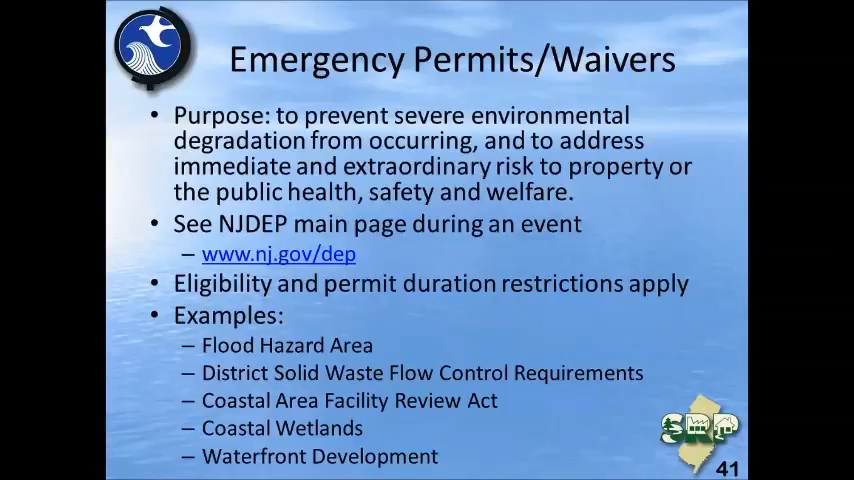 Emergency Permits/Waivers
• Purpose: to prevent severe environmental
degradation from occurring, and to address
immediate and extraordinary risk to property or
the public health, safety and welfare.
• See NJDEP main page during an event
– www.nj.gov/dep
• Eligibility and permit duration restrictions apply
• Examples:
– Flood Hazard Area
– District Solid Waste Flow Control Requirements
– Coastal Area Facility Review Act
– Coastal Wetlands
– Waterfront Development
SRP
41